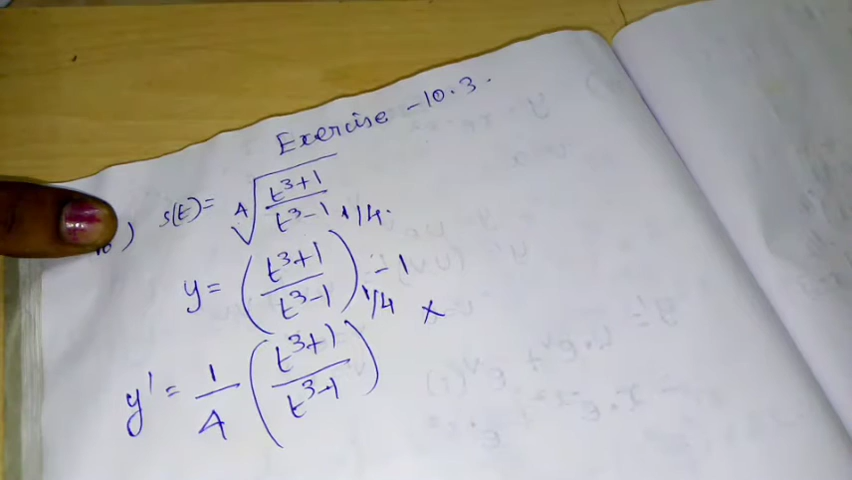 Exercise - 10.3.
10) s(t) = ∜((t³+1)/(t³-1))
y = ((t³+1)/(t³-1))^(1/4)
y' = 1/4 ((t³+1)/(t³-1))^(1/4 - 1) ×